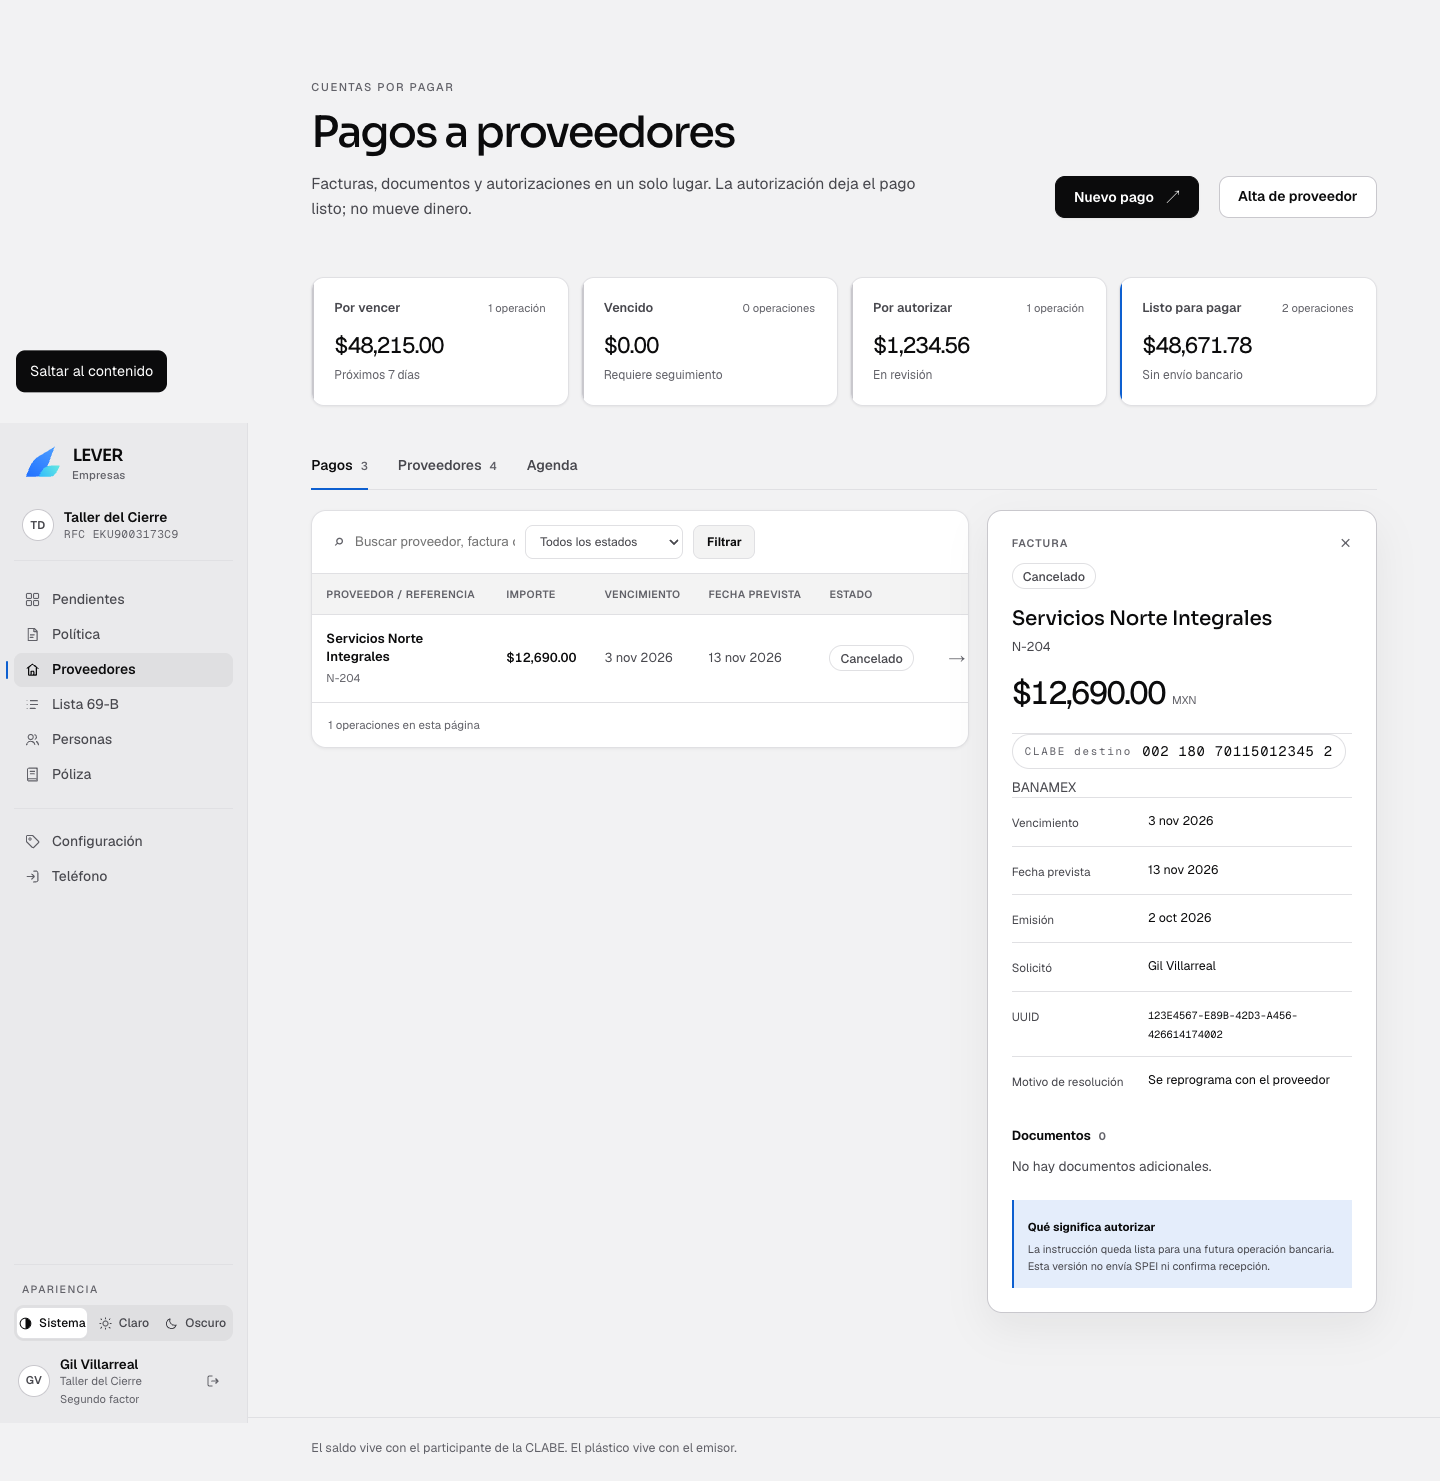 CUENTAS POR PAGAR
Pagos a proveedores
Facturas, documentos y autorizaciones en un solo lugar. La autorización deja el pago
listo; no mueve dinero.
Nuevo pago
Alta de proveedor
Por vencer
1 operación
$48,215.00
Próximos 7 días
Vencido
0 operaciones
$0.00
Requiere seguimiento
Por autorizar
1 operación
$1,234.56
En revisión
Listo para pagar
2 operaciones
$48,671.78
Sin envío bancario
Saltar al contenido
LEVER
Empresas
TD
Taller del Cierre
RFC EKU9003173C9
Pendientes
Política
Proveedores
Lista 69-B
Personas
Póliza
Configuración
Teléfono
APARIENCIA
Sistema
Claro
Oscuro
GV
Gil Villarreal
Taller del Cierre
Segundo factor
Pagos 3
Proveedores 4
Agenda
Buscar proveedor, factura
Todos los estados
Filtrar
PROVEEDOR / REFERENCIA
IMPORTE
VENCIMIENTO
FECHA PREVISTA
ESTADO
Servicios Norte
Integrales
N-204
$12,690.00
3 nov 2026
13 nov 2026
Cancelado
→
1 operaciones en esta página
FACTURA
Cancelado
Servicios Norte Integrales
N-204
$12,690.00 MXN
CLABE destino 002 180 70115012345 2
BANAMEX
Vencimiento
3 nov 2026
Fecha prevista
13 nov 2026
Emisión
2 oct 2026
Solicitó
Gil Villarreal
UUID
123E4567-E89B-42D3-A456-
426614174002
Motivo de resolución
Se reprograma con el proveedor
Documentos 0
No hay documentos adicionales.
Qué significa autorizar
La instrucción queda lista para una futura operación bancaria.
Esta versión no envía SPEI ni confirma recepción.
El saldo vive con el participante de la CLABE. El plástico vive con el emisor.